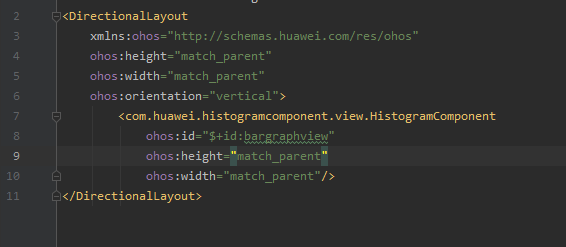 2 <DirectionalLayout
3 xmlns:ohos="http://schemas.huawei.com/res/ohos"
4 ohos:height="match_parent"
5 ohos:width="match_parent"
6 ohos:orientation="vertical">
7 <com.huawei.histogramcomponent.view.HistogramComponent
8 ohos:id="$+id:bargraphview"
9 ohos:height="match_parent"
10 ohos:width="match_parent"/>
11 </DirectionalLayout>